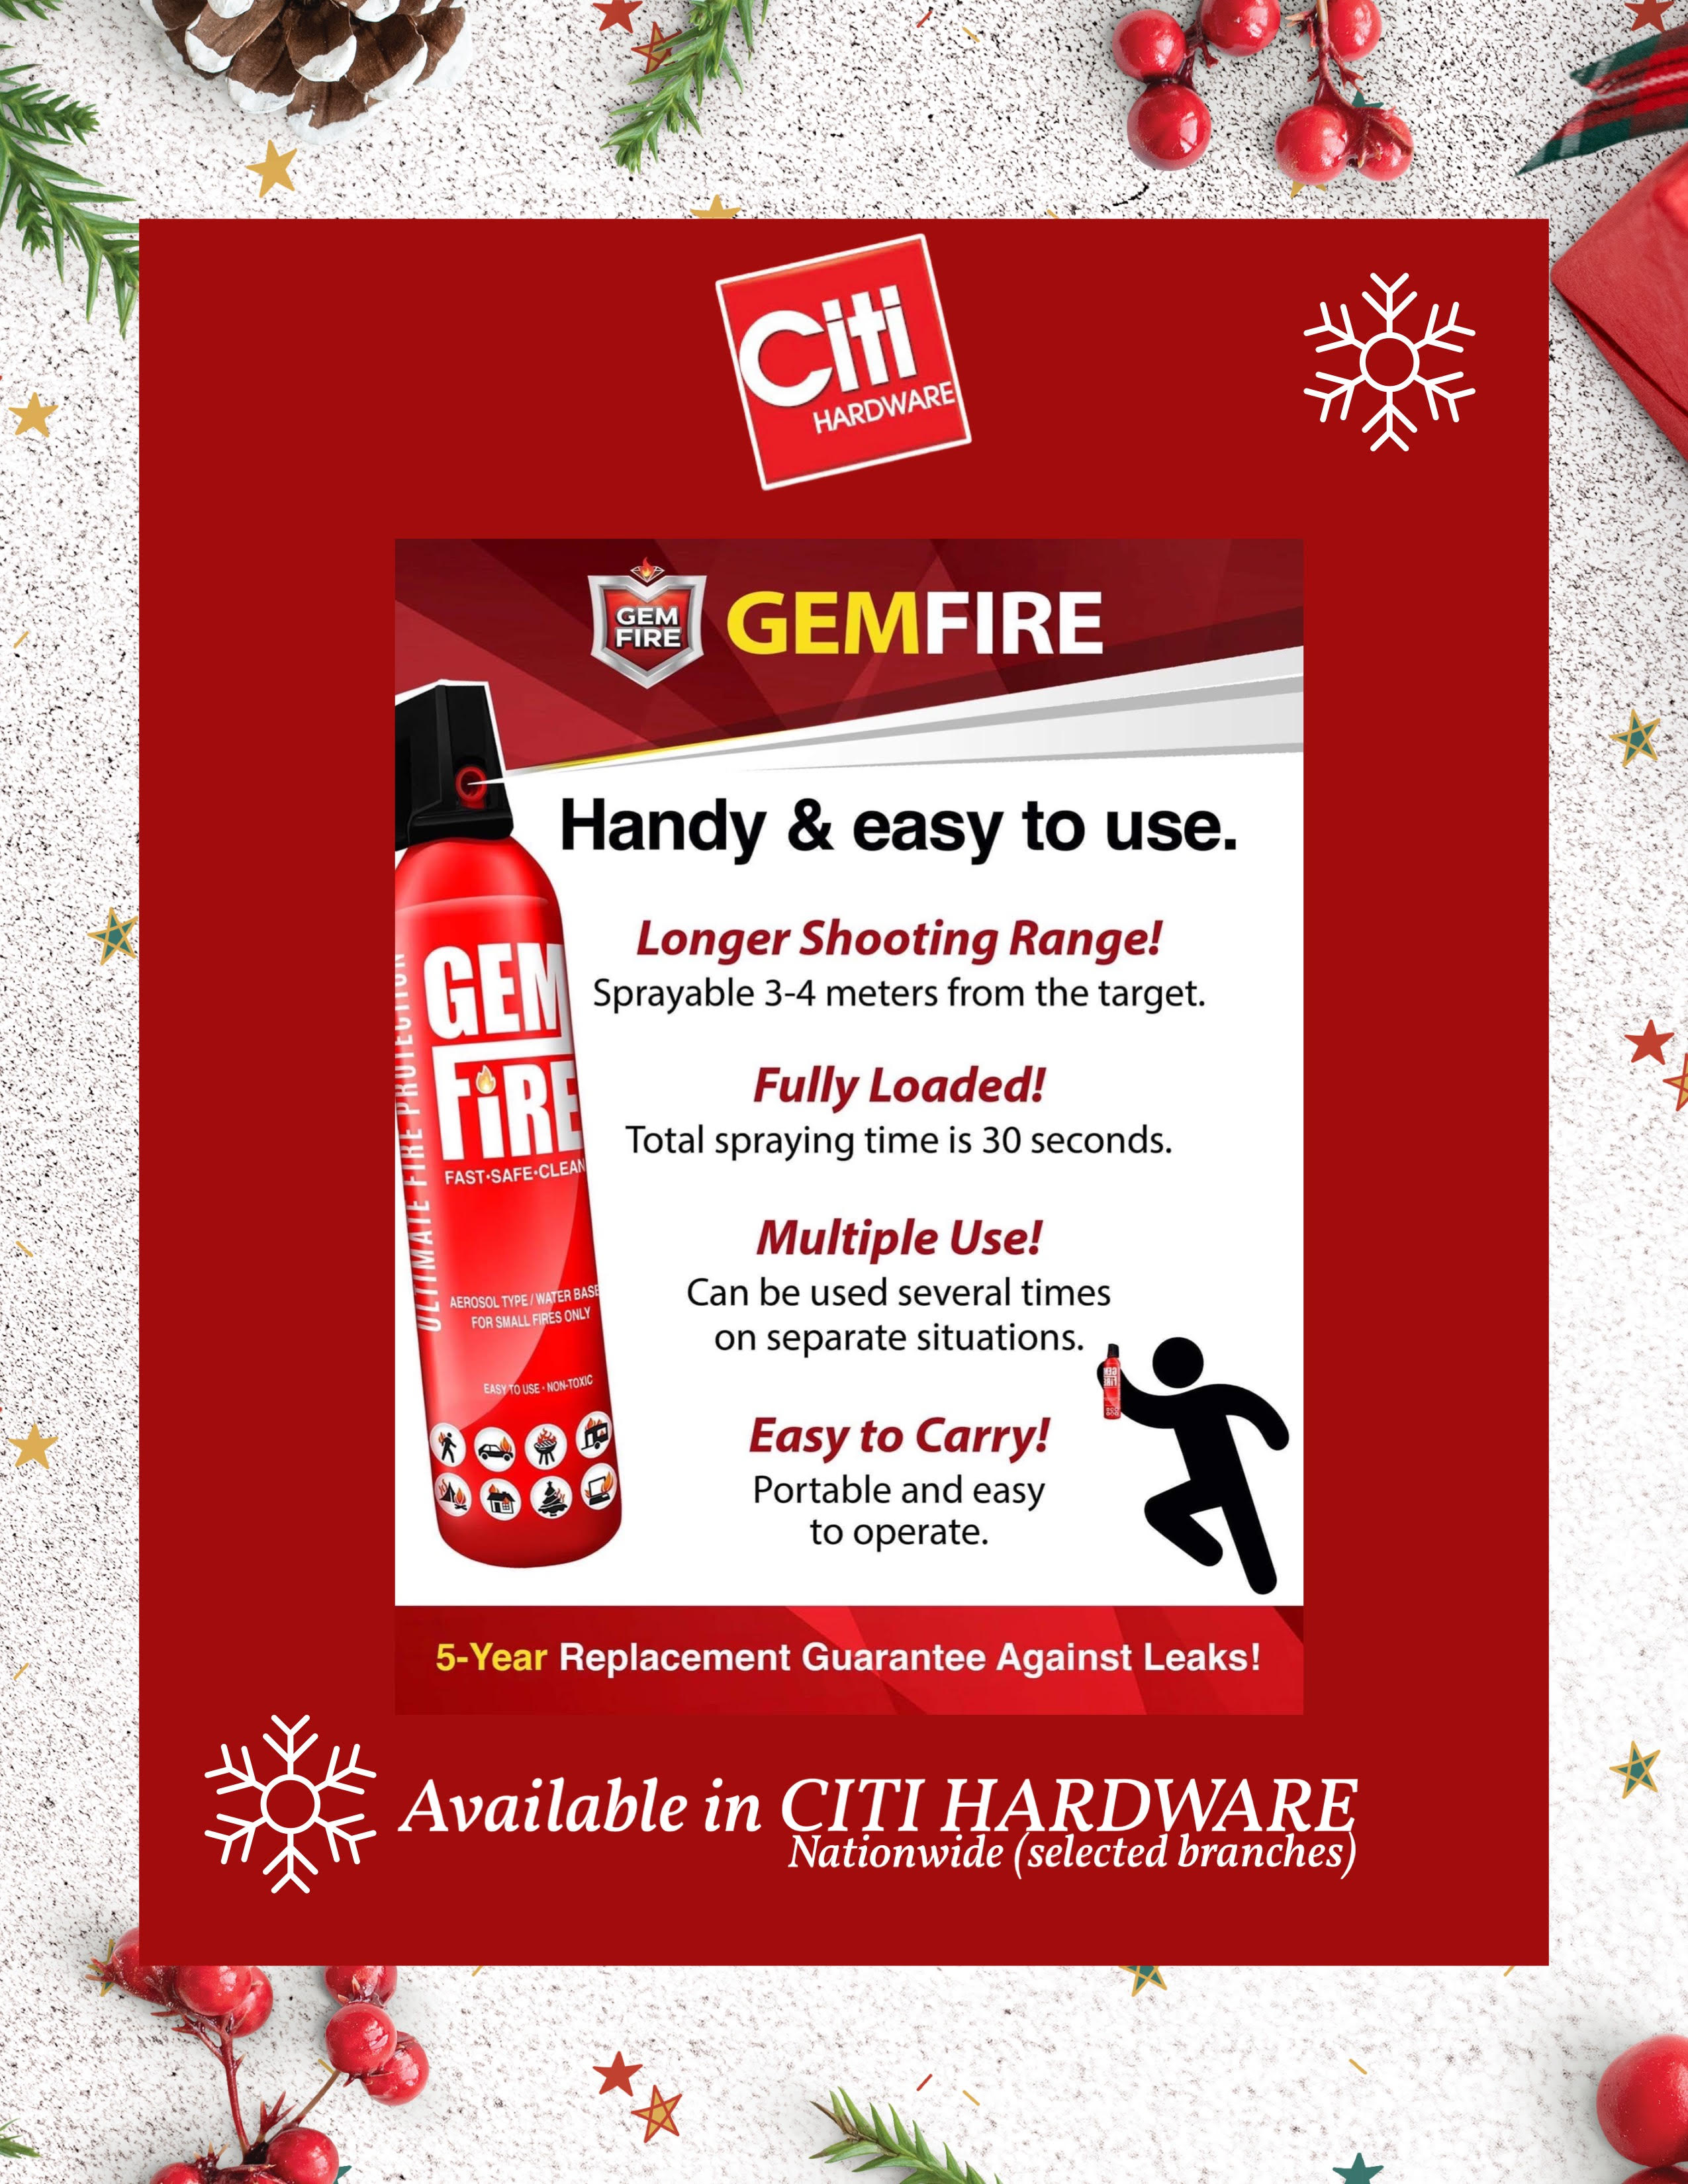 Citi
HARDWARE
GEM
FIRE
GEMFIRE
Handy & easy to use.
Longer Shooting Range!
Sprayable 3-4 meters from the target.
Fully Loaded!
Total spraying time is 30 seconds.
Multiple Use!
Can be used several times
on separate situations.
Easy to Carry!
Portable and easy
to operate.
ULTIMATE FIRE PROTECTION
GEM
FiRE
FAST•SAFE•CLEAN
AEROSOL TYPE / WATER BASE
FOR SMALL FIRES ONLY
EASY TO USE • NON-TOXIC
5-Year Replacement Guarantee Against Leaks!
Available in CITI HARDWARE
Nationwide (selected branches)